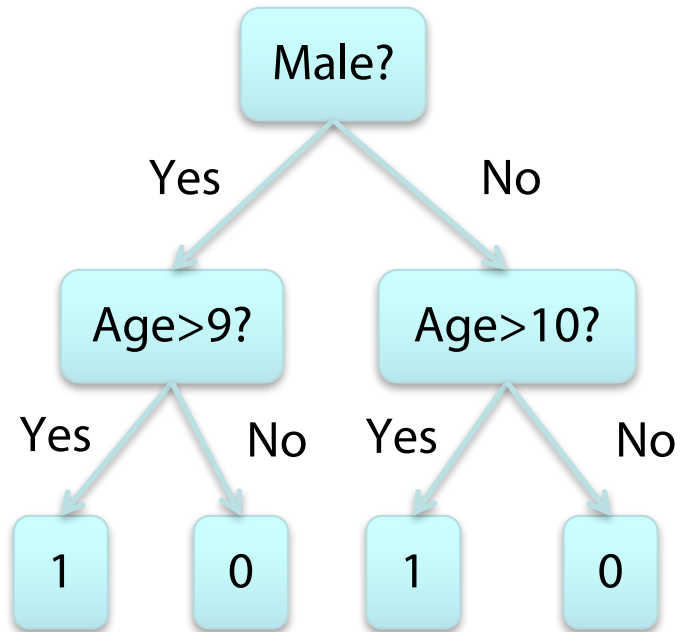 Male?
Yes
No
Age>9?
Age>10?
Yes
No
Yes
No
1
0
1
0